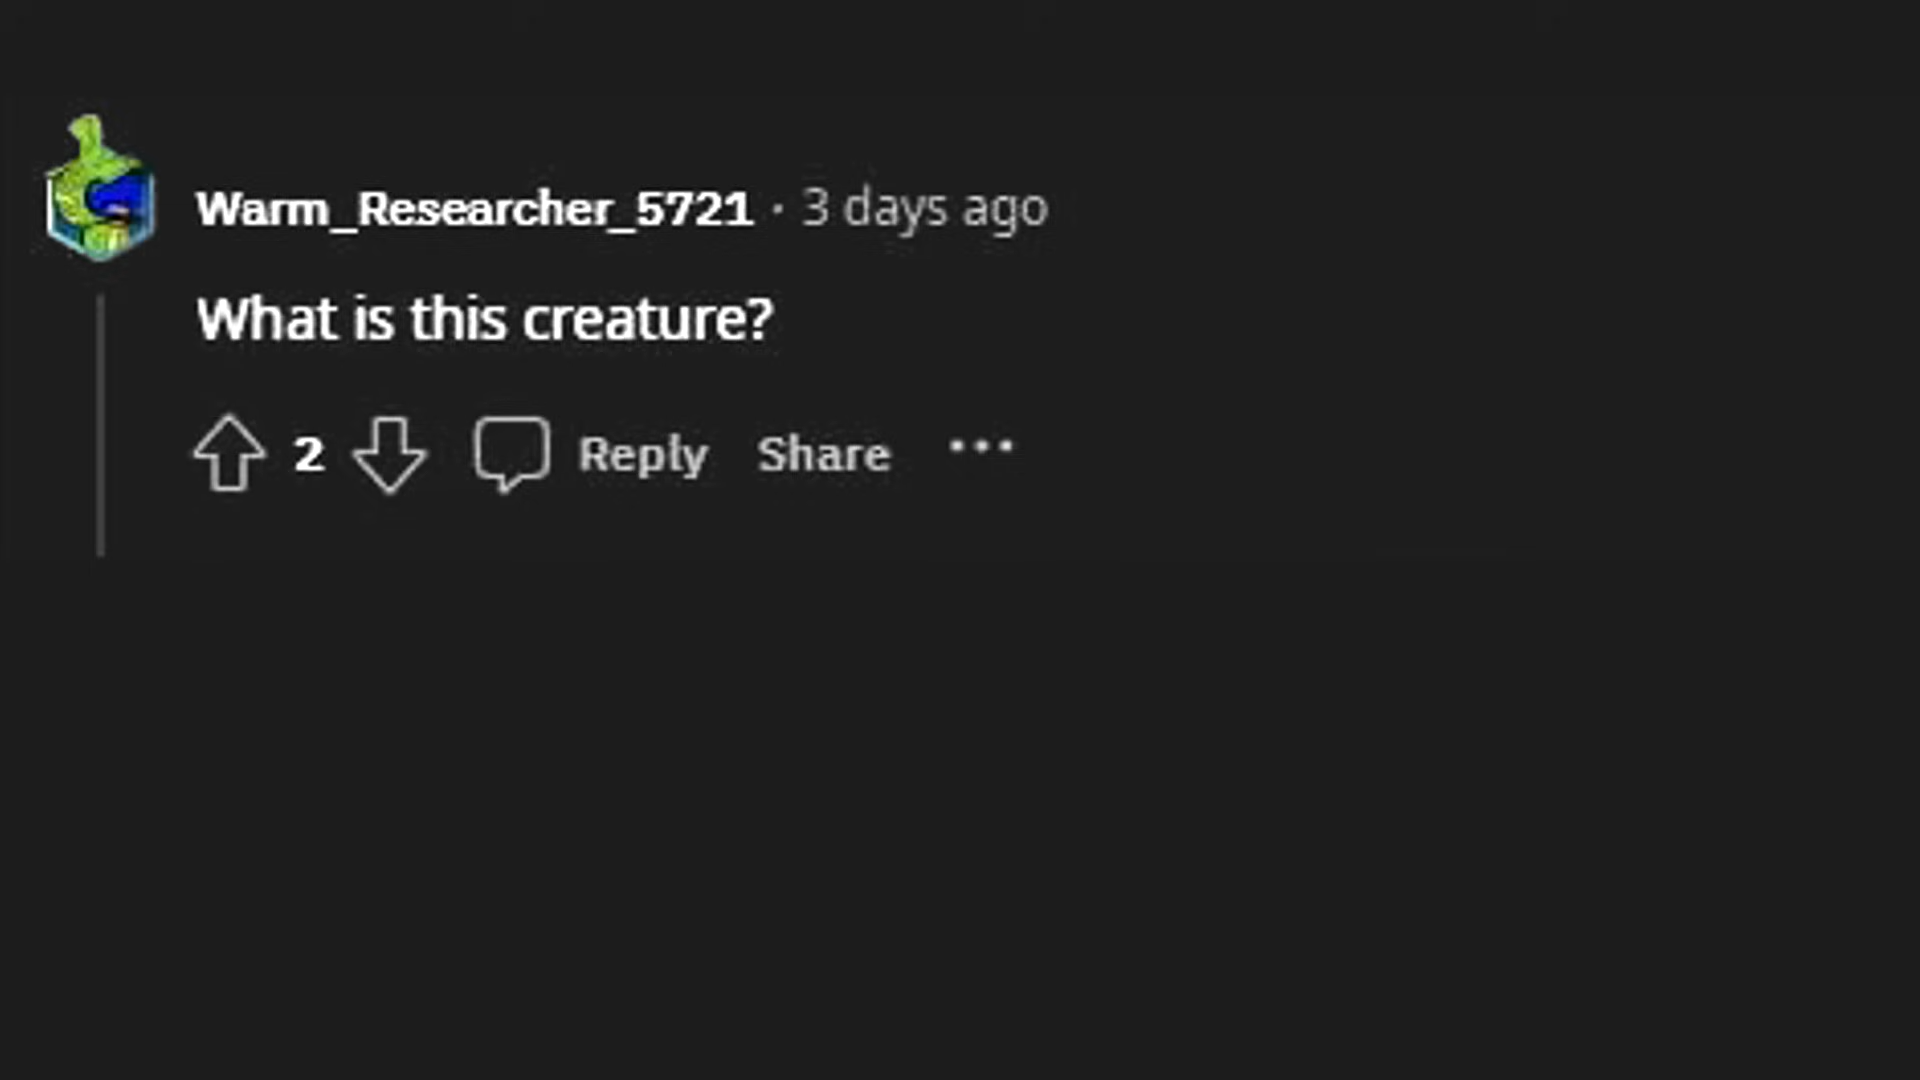 Warm_Researcher_5721 · 3 days ago
What is this creature?
2 Reply Share ...